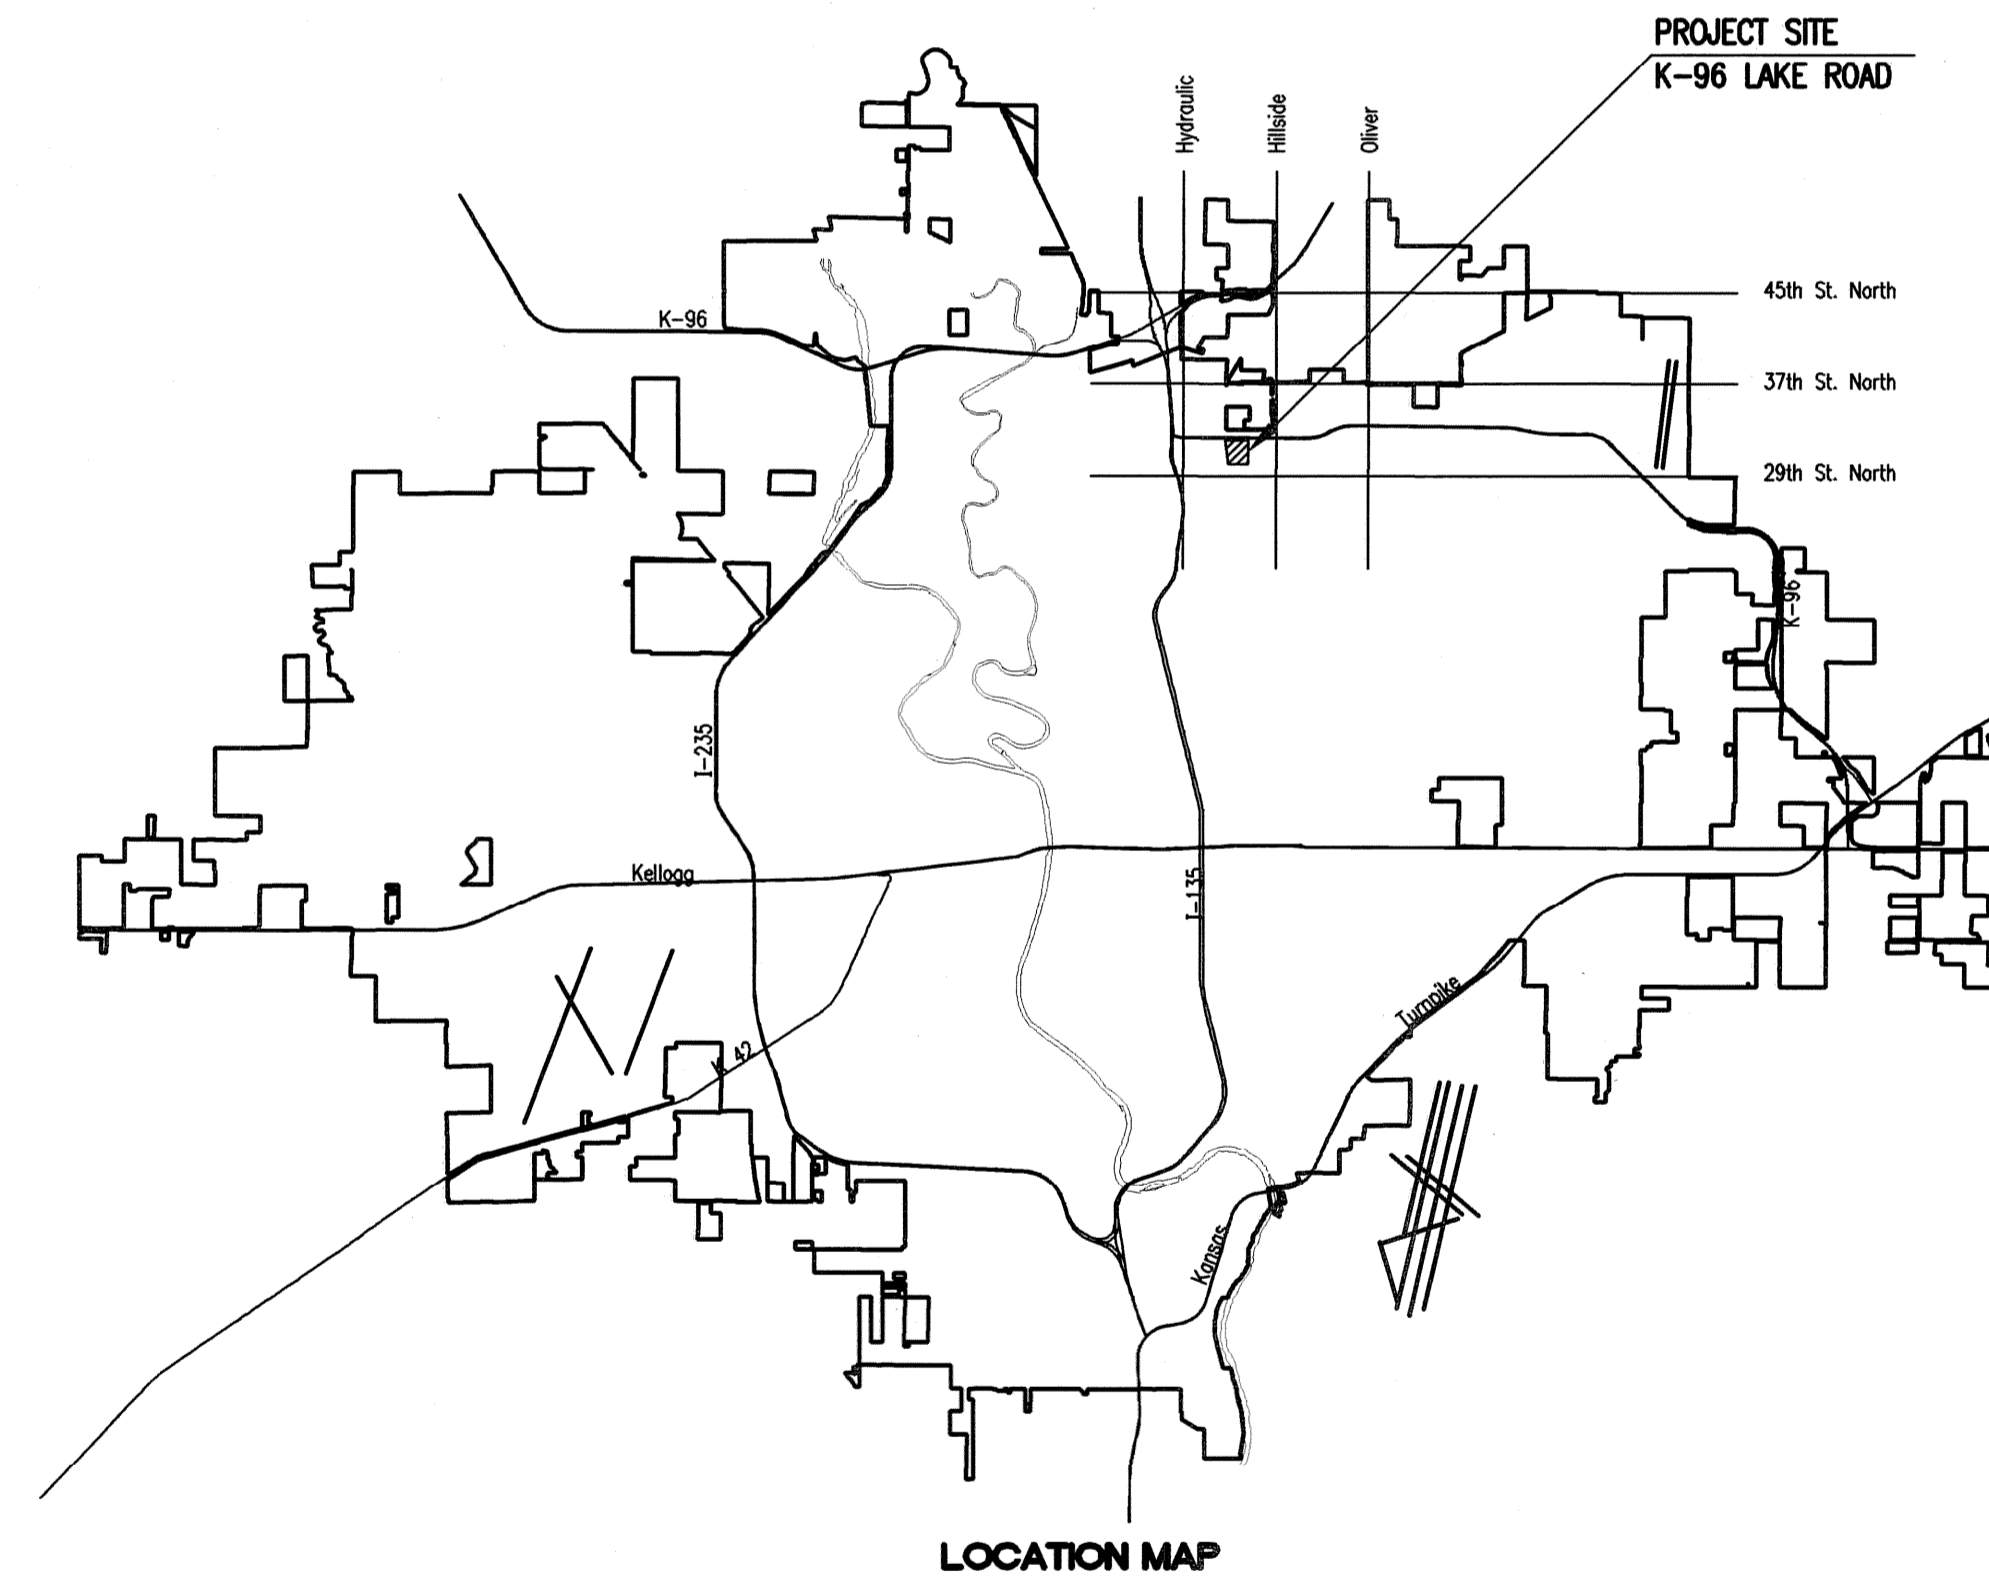 PROJECT SITE
K-96 LAKE ROAD
Hydraulic
Hillside
Oliver
45th St. North
K-96
37th St. North
29th St. North
K-96
I-235
Kellogg
I-135
Turnpike
K 42
Kansas
LOCATION MAP